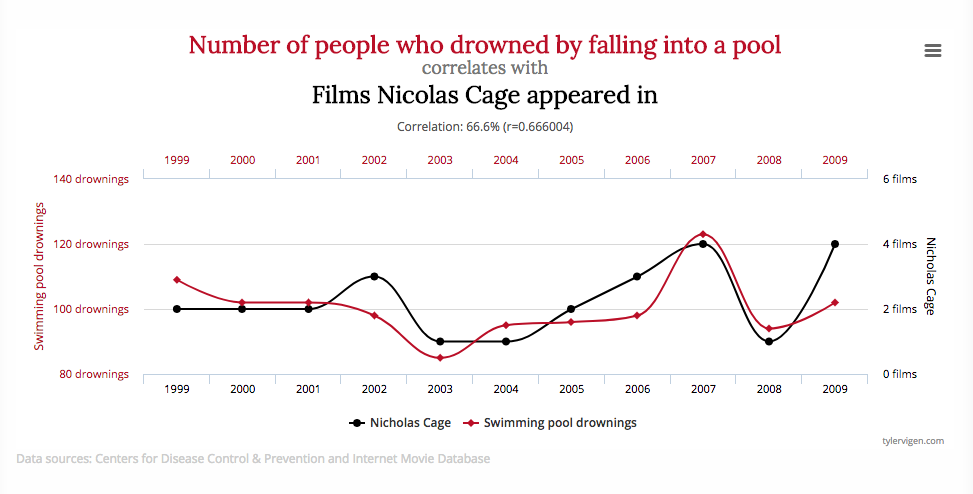 Number of people who drowned by falling into a pool
correlates with
Films Nicolas Cage appeared in
Correlation: 66.6% (r=0.666004)
1999 2000 2001 2002 2003 2004 2005 2006 2007 2008 2009
140 drownings 6 films
120 drownings 4 films
100 drownings 2 films
80 drownings 0 films
Swimming pool drownings
Nicholas Cage
1999 2000 2001 2002 2003 2004 2005 2006 2007 2008 2009
Nicholas Cage Swimming pool drownings
tylervigen.com
Data sources: Centers for Disease Control & Prevention and Internet Movie Database